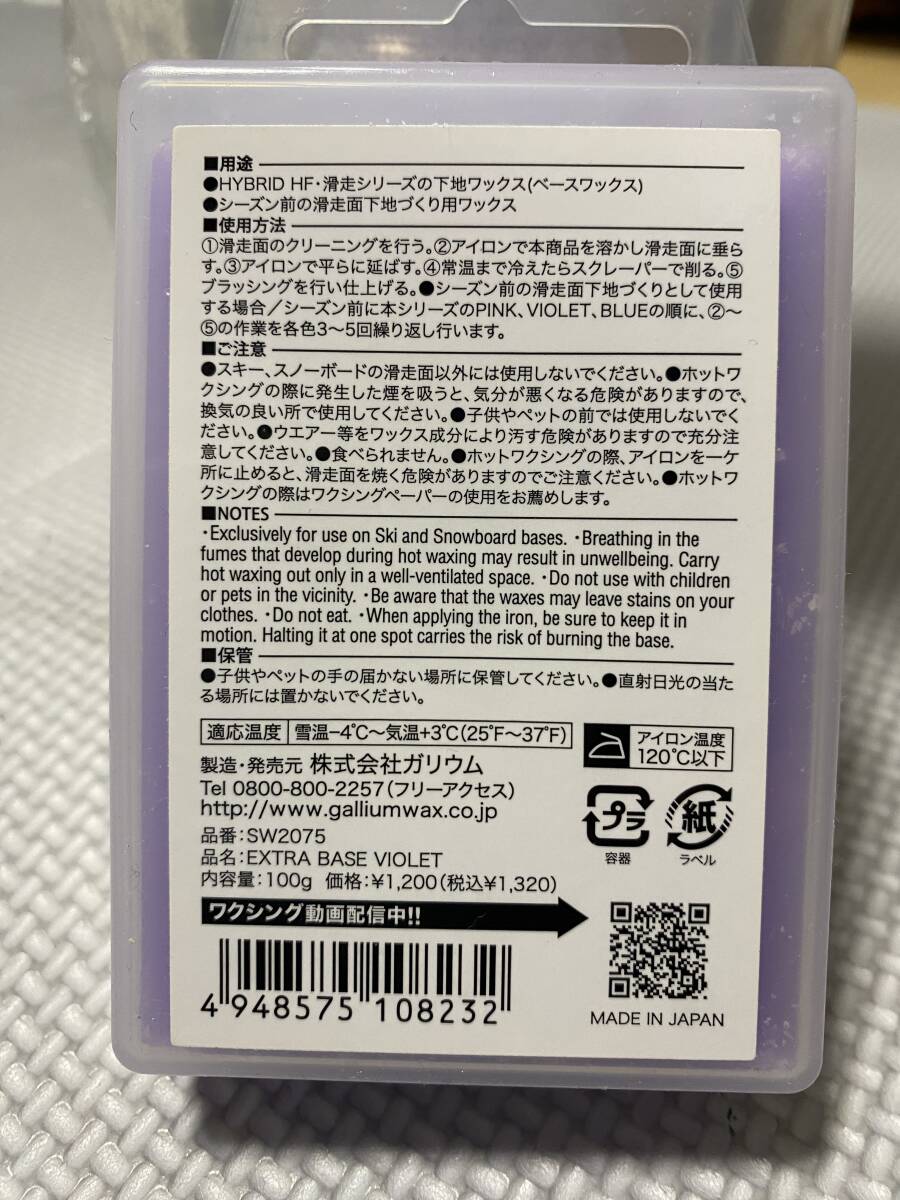 ■用途
●HYBRID HF・滑走シリーズの下地ワックス(ベースワックス)
●シーズン前の滑走面下地づくり用ワックス
■使用方法
①滑走面のクリーニングを行う。②アイロンで本商品を溶かし滑走面に垂ら
す。③アイロンで平らに延ばす。④常温まで冷えたらスクレーパーで削る。⑤
ブラッシングを行い仕上げる。●シーズン前の滑走面下地づくりとして使用
する場合／シーズン前に本シリーズのPINK、VIOLET、BLUEの順に、②〜
⑤の作業を各色3〜5回繰り返し行います。
■ご注意
●スキー、スノーボードの滑走面以外には使用しないでください。●ホットワ
クシングの際に発生した煙を吸うと、気分が悪くなる危険がありますので、
換気の良い所で使用してください。●子供やペットの前では使用しないでく
ださい。●ウエアー等をワックス成分により汚す危険がありますので充分注
意してください。●食べられません。●ホットワクシングの際、アイロンを一ケ
所に止めると、滑走面を焼く危険がありますのでご注意ください。●ホットワ
クシングの際はワクシングペーパーの使用をお薦めします。
■NOTES
・Exclusively for use on Ski and Snowboard bases. ・Breathing in the
fumes that develop during hot waxing may result in unwellbeing. Carry
hot waxing out only in a well-ventilated space. ・Do not use with children
or pets in the vicinity. ・Be aware that the waxes may leave stains on your
clothes. ・Do not eat. ・When applying the iron, be sure to keep it in
motion. Halting it at one spot carries the risk of burning the base.
■保管
●子供やペットの手の届かない場所に保管してください。●直射日光の当た
る場所には置かないでください。
適応温度 雪温−4℃〜気温+3℃(25°F〜37°F)
アイロン温度
120℃以下
製造・発売元 株式会社ガリウム
Tel 0800-800-2257(フリーアクセス)
http://www.galliumwax.co.jp
品番:SW2075
品名:EXTRA BASE VIOLET
内容量:100g 価格:¥1,200(税込¥1,320)
プラ
容器
紙
ラベル
ワクシング動画配信中!!
4 948575 108232
MADE IN JAPAN